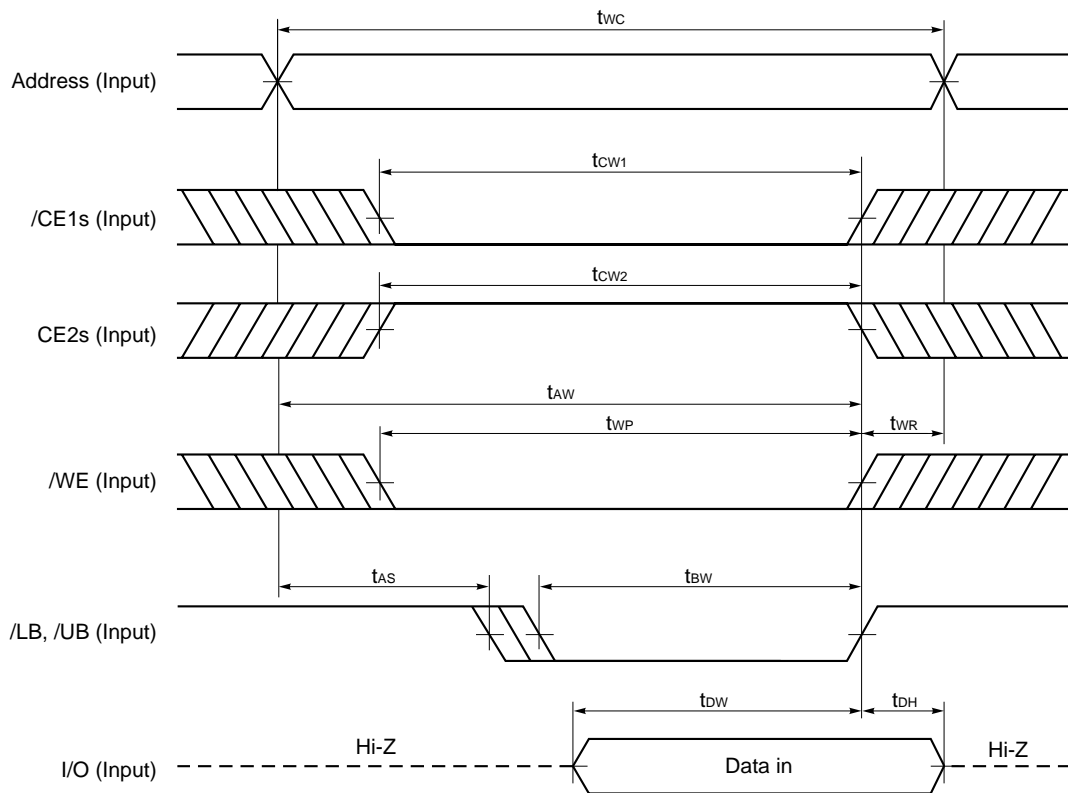 tWC
Address (Input)
tCW1
/CE1s (Input)
tCW2
CE2s (Input)
tAW
tWP
tWR
/WE (Input)
tAS
tBW
/LB, /UB (Input)
tDW
tDH
Hi-Z
Hi-Z
I/O (Input)
Data in